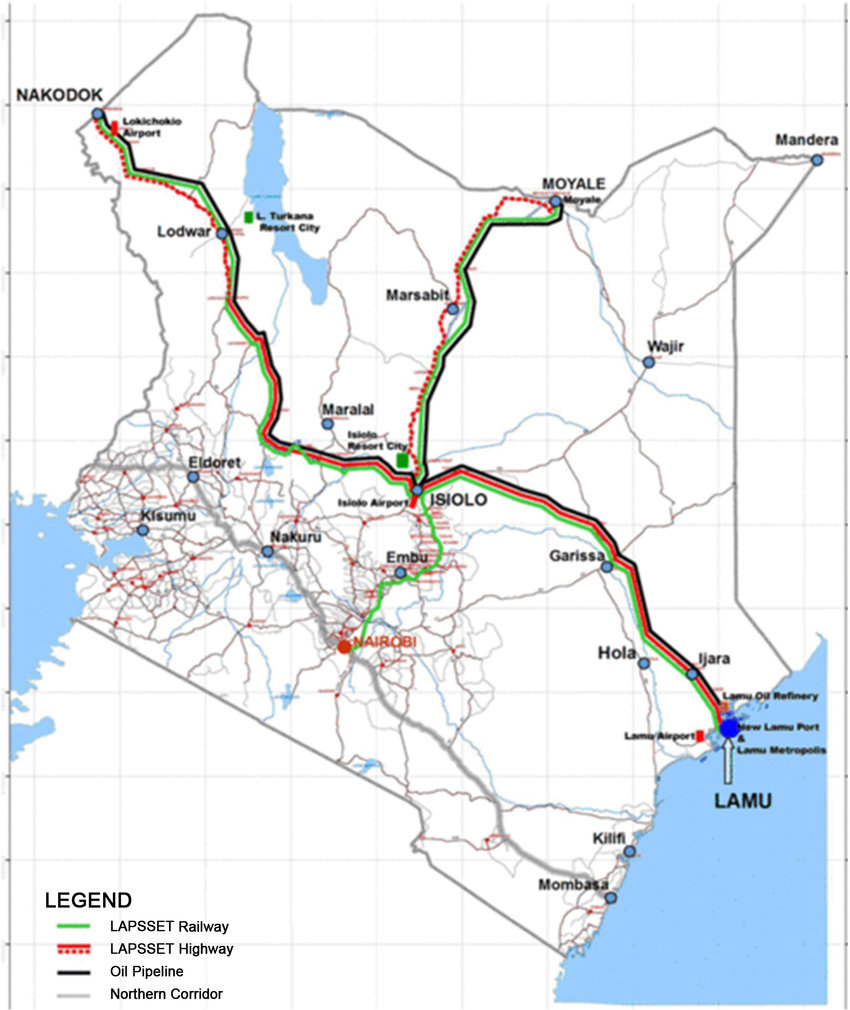 NAKODOK
Lokichokio
Airport
Mandera
MOYALE
Moyale
L. Turkana
Resort City
Lodwar
Marsabit
Wajir
Maralal
Isiolo
Resort City
Eldoret
Isiolo Airport
ISIOLO
Kisumu
Nakuru
Embu
Garissa
NAIROBI
Hola
Ijara
Lamu Oil Refinery
New Lamu Port
&
Lamu Metropolis
Lamu Airport
LAMU
Kilifi
Mombasa
LEGEND
LAPSSET Railway
LAPSSET Highway
Oil Pipeline
Northern Corridor